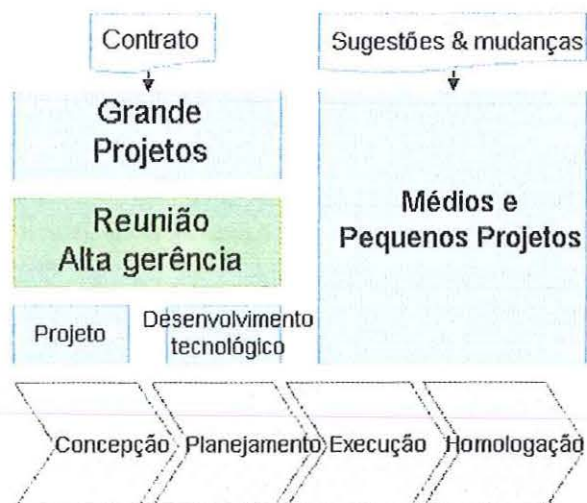 Contrato
Sugestões & mudanças
Grande
Projetos
Reunião
Alta gerência
Médios e
Pequenos Projetos
Projeto
Desenvolvimento
tecnológico
Concepção
Planejamento
Execução
Homologação